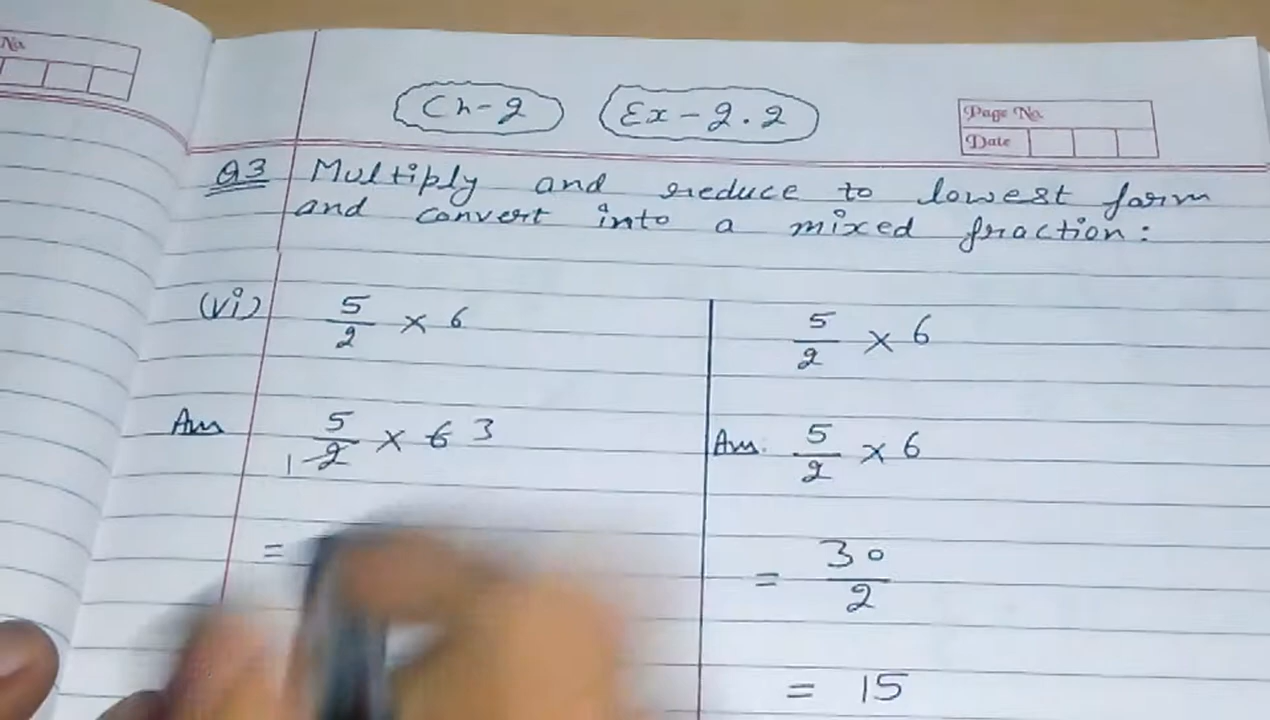 No.
Ch-2 Ex-2.2
Page No.
Date
Q3 Multiply and reduce to lowest form
and convert into a mixed fraction:
(vi) 5/2 × 6
Ans 5/2 × 6 3
1
=
5/2 × 6
Ans. 5/2 × 6
= 30/2
= 15